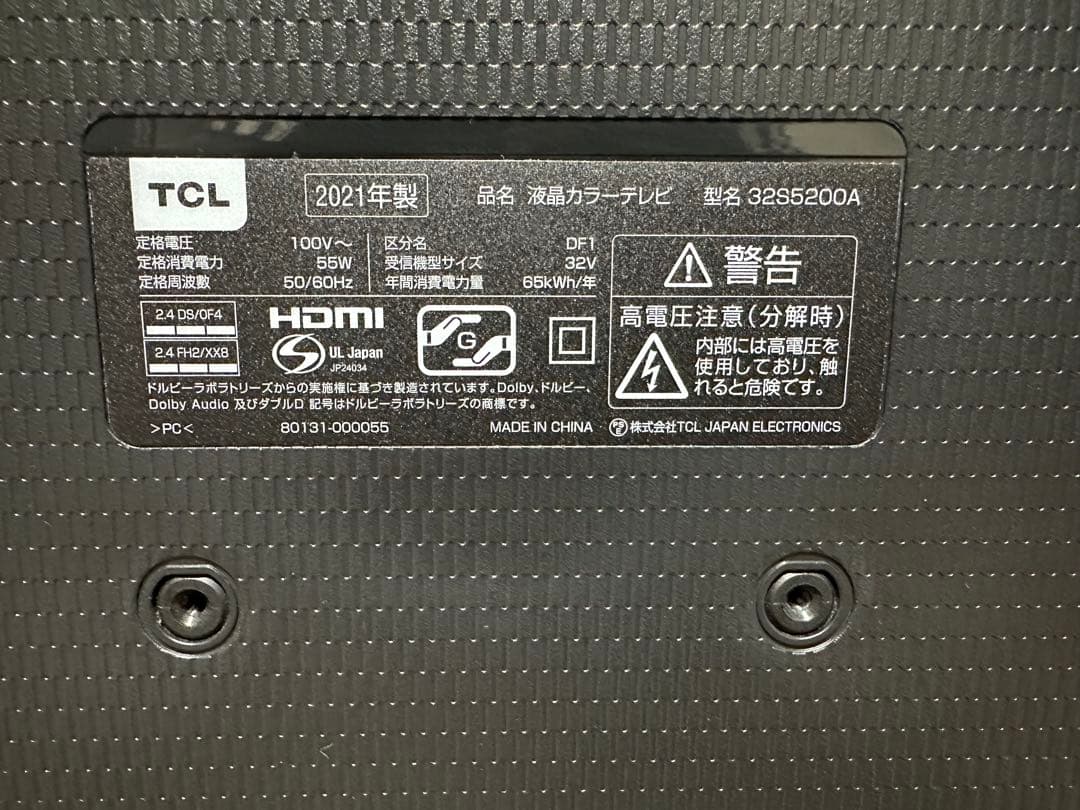 TCL
2021年製
品名 液晶カラーテレビ 型名 32S5200A
定格電圧 100V～
定格消費電力 55W
定格周波数 50/60Hz
区分名 DF1
受信機型サイズ 32V
年間消費電力量 65kWh/年
2.4 DS/0F4
2.4 FH2/XX8
HDMI
S
UL Japan
JP24034
G
警告
高電圧注意(分解時)
内部には高電圧を
使用しており、触
れると危険です。
ドルビーラボラトリーズからの実施権に基づき製造されています。Dolby、ドルビー、
Dolby Audio 及びダブルD 記号はドルビーラボラトリーズの商標です。
>PC< 80131-000055 MADE IN CHINA
PSE 株式会社TCL JAPAN ELECTRONICS